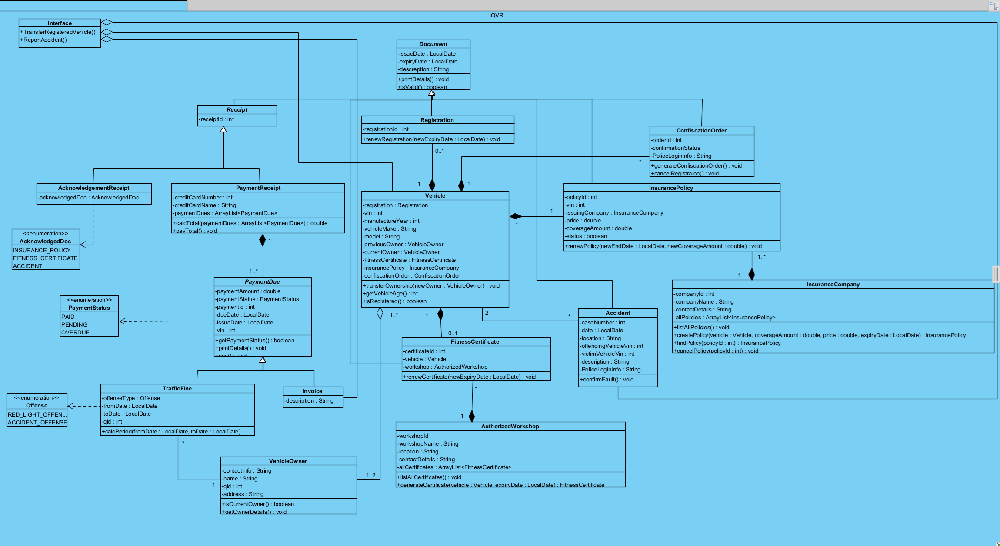 iQVR
Interface
+TransferRegisteredVehicle()
+ReportAccident()
Document
-issueDate : LocalDate
-expiryDate : LocalDate
-descreption : String
+printDetails() : void
+isValid() : boolean
Receipt
-receiptId : int
Registration
-registrationId : int
+renewRegistration(newExpiryDate : LocalDate) : void
0..1
1
ConfiscationOrder
-orderId : int
-confirmationStatus
-PoliceLoginInfo : String
+generateConfiscationOrder() : void
+cancelRegistraion() : void
*
1
AcknowledgementReceipt
-acknowledgedDoc : AcknowledgedDoc
PaymentReceipt
-creditCardNumber : int
-creditCardName : String
-paymentDues : ArrayList<PaymentDue>
+calcTotal(paymentDues : ArrayList<PaymentDue>) : double
+payTotal() : void
1
1..*
Vehicle
-registration : Registration
-vin : int
-manufactureYear : int
-vehicleMake : String
-model : String
-previousOwner : VehicleOwner
-currentOwner : VehicleOwner
-fitnessCertificate : FitnessCertificate
-insurancePolicy : InsuranceCompany
-confiscationOrder : ConfiscationOrder
+transferOwnership(newOwner : VehicleOwner) : void
+getVehicleAge() : int
+isRegistered() : boolean
1
1
InsurancePolicy
-policyId : int
-vin : int
-issuingCompany : InsuranceCompany
-price : double
-coverageAmount : double
-status : boolean
+renewPolicy(newEndDate : LocalDate, newCoverageAmount : double) : void
1..*
1
<<enumeration>>
AcknowledgedDoc
INSURANCE_POLICY
FITNESS_CERTIFICATE
ACCIDENT
PaymentDue
-paymentAmount : double
-paymentStatus : PaymentStatus
-paymentId : int
-dueDate : LocalDate
-issueDate : LocalDate
-vin : int
+getPaymentStatus() : boolean
+printDetails() : void
+pay() : void
<<enumeration>>
PaymentStatus
PAID
PENDING
OVERDUE
InsuranceCompany
-companyId : int
-companyName : String
-contactDetails : String
-allPolicies : ArrayList<InsurancePolicy>
+listAllPolicies() : void
+createPolicy(vehicle : Vehicle, coverageAmount : double, price : double, expiryDate : LocalDate) : InsurancePolicy
+findPolicy(policyId : int) : InsurancePolicy
+cancelPolicy(policyId : int) : void
1..*
1
0..1
2
*
Accident
-caseNumber : int
-date : LocalDate
-location : String
-offendingVehicleVin : int
-victimVehicleVin : int
-description : String
-PoliceLoginInfo : String
+confirmFault() : void
FitnessCertificate
-certificateId : int
-vehicle : Vehicle
-workshop : AuthorizedWorkshop
+renewCertificate(newExpiryDate : LocalDate) : void
*
1
TrafficFine
-offenseType : Offense
-fromDate : LocalDate
-toDate : LocalDate
-qid : int
+calcPeriod(fromDate : LocalDate, toDate : LocalDate)
Invoice
-description : String
<<enumeration>>
Offense
RED_LIGHT_OFFEN...
ACCIDENT_OFFENSE
*
1
1..2
VehicleOwner
-contactInfo : String
-name : String
-qid : int
-address : String
+isCurrentOwner() : boolean
+getOwnerDetails() : void
AuthorizedWorkshop
-workshopId
-workshopName : String
-location : String
-contactDetails : String
-allCertificates : ArrayList<FitnessCertificate>
+listAllCertificates() : void
+generateCertificate(vehicle : Vehicle, expiryDate : LocalDate) : FitnessCertificate